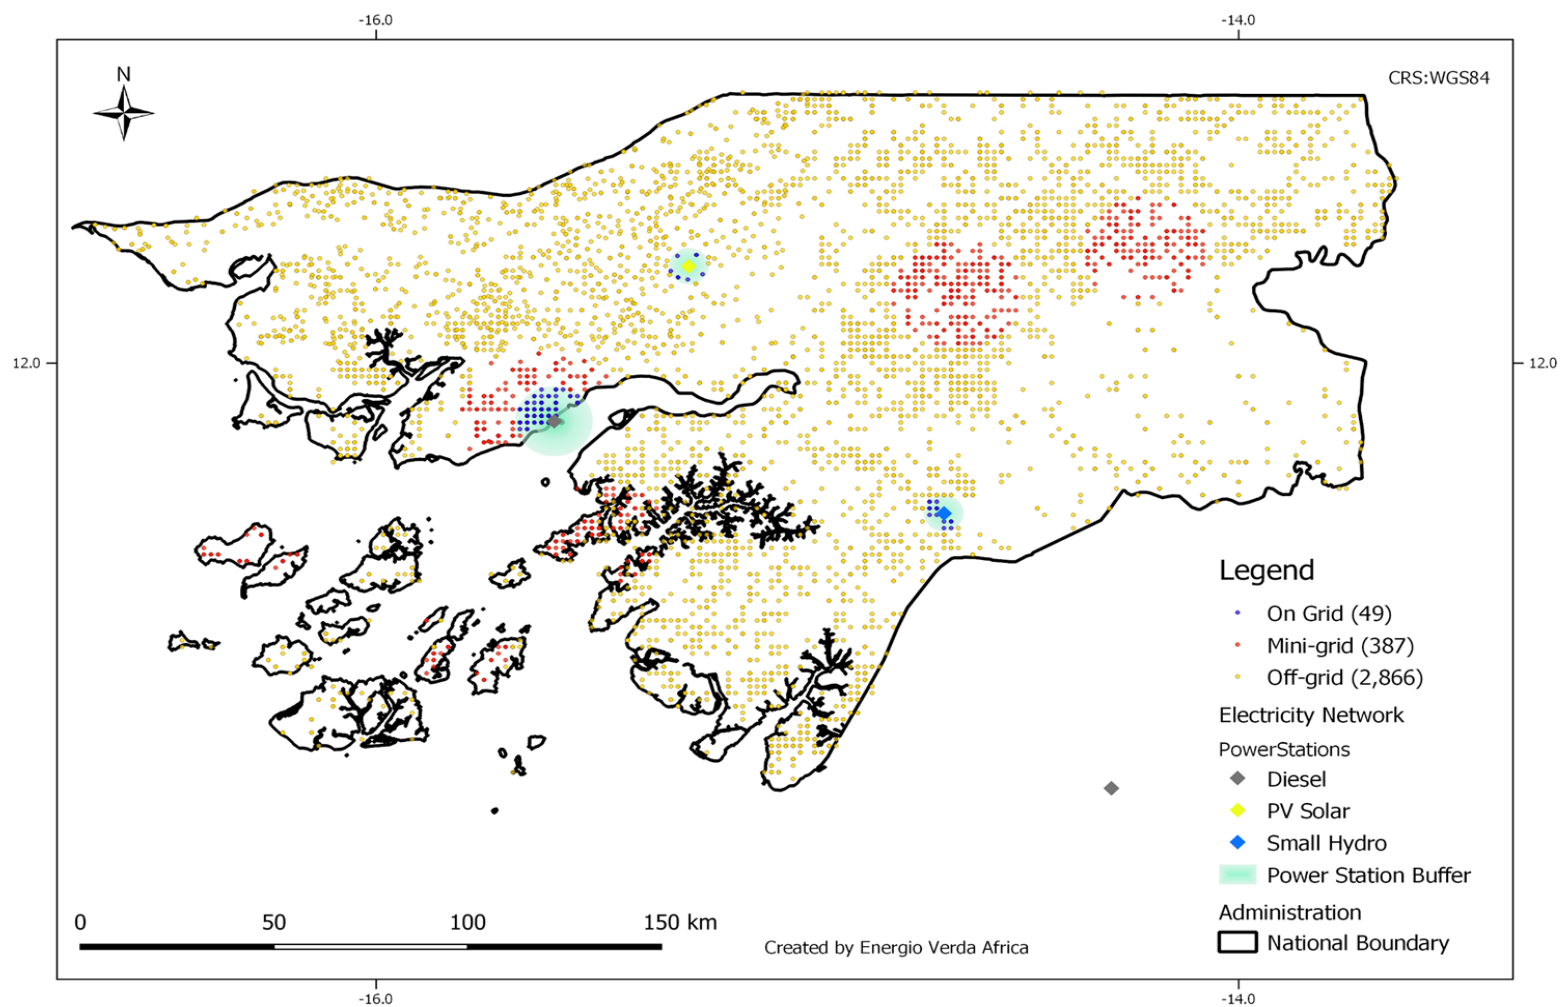 -16.0
-14.0
N
CRS:WGS84
12.0
12.0
Legend
On Grid (49)
Mini-grid (387)
Off-grid (2,866)
Electricity Network
PowerStations
Diesel
PV Solar
Small Hydro
Power Station Buffer
Administration
National Boundary
0
50
100
150 km
Created by Energio Verda Africa
-16.0
-14.0